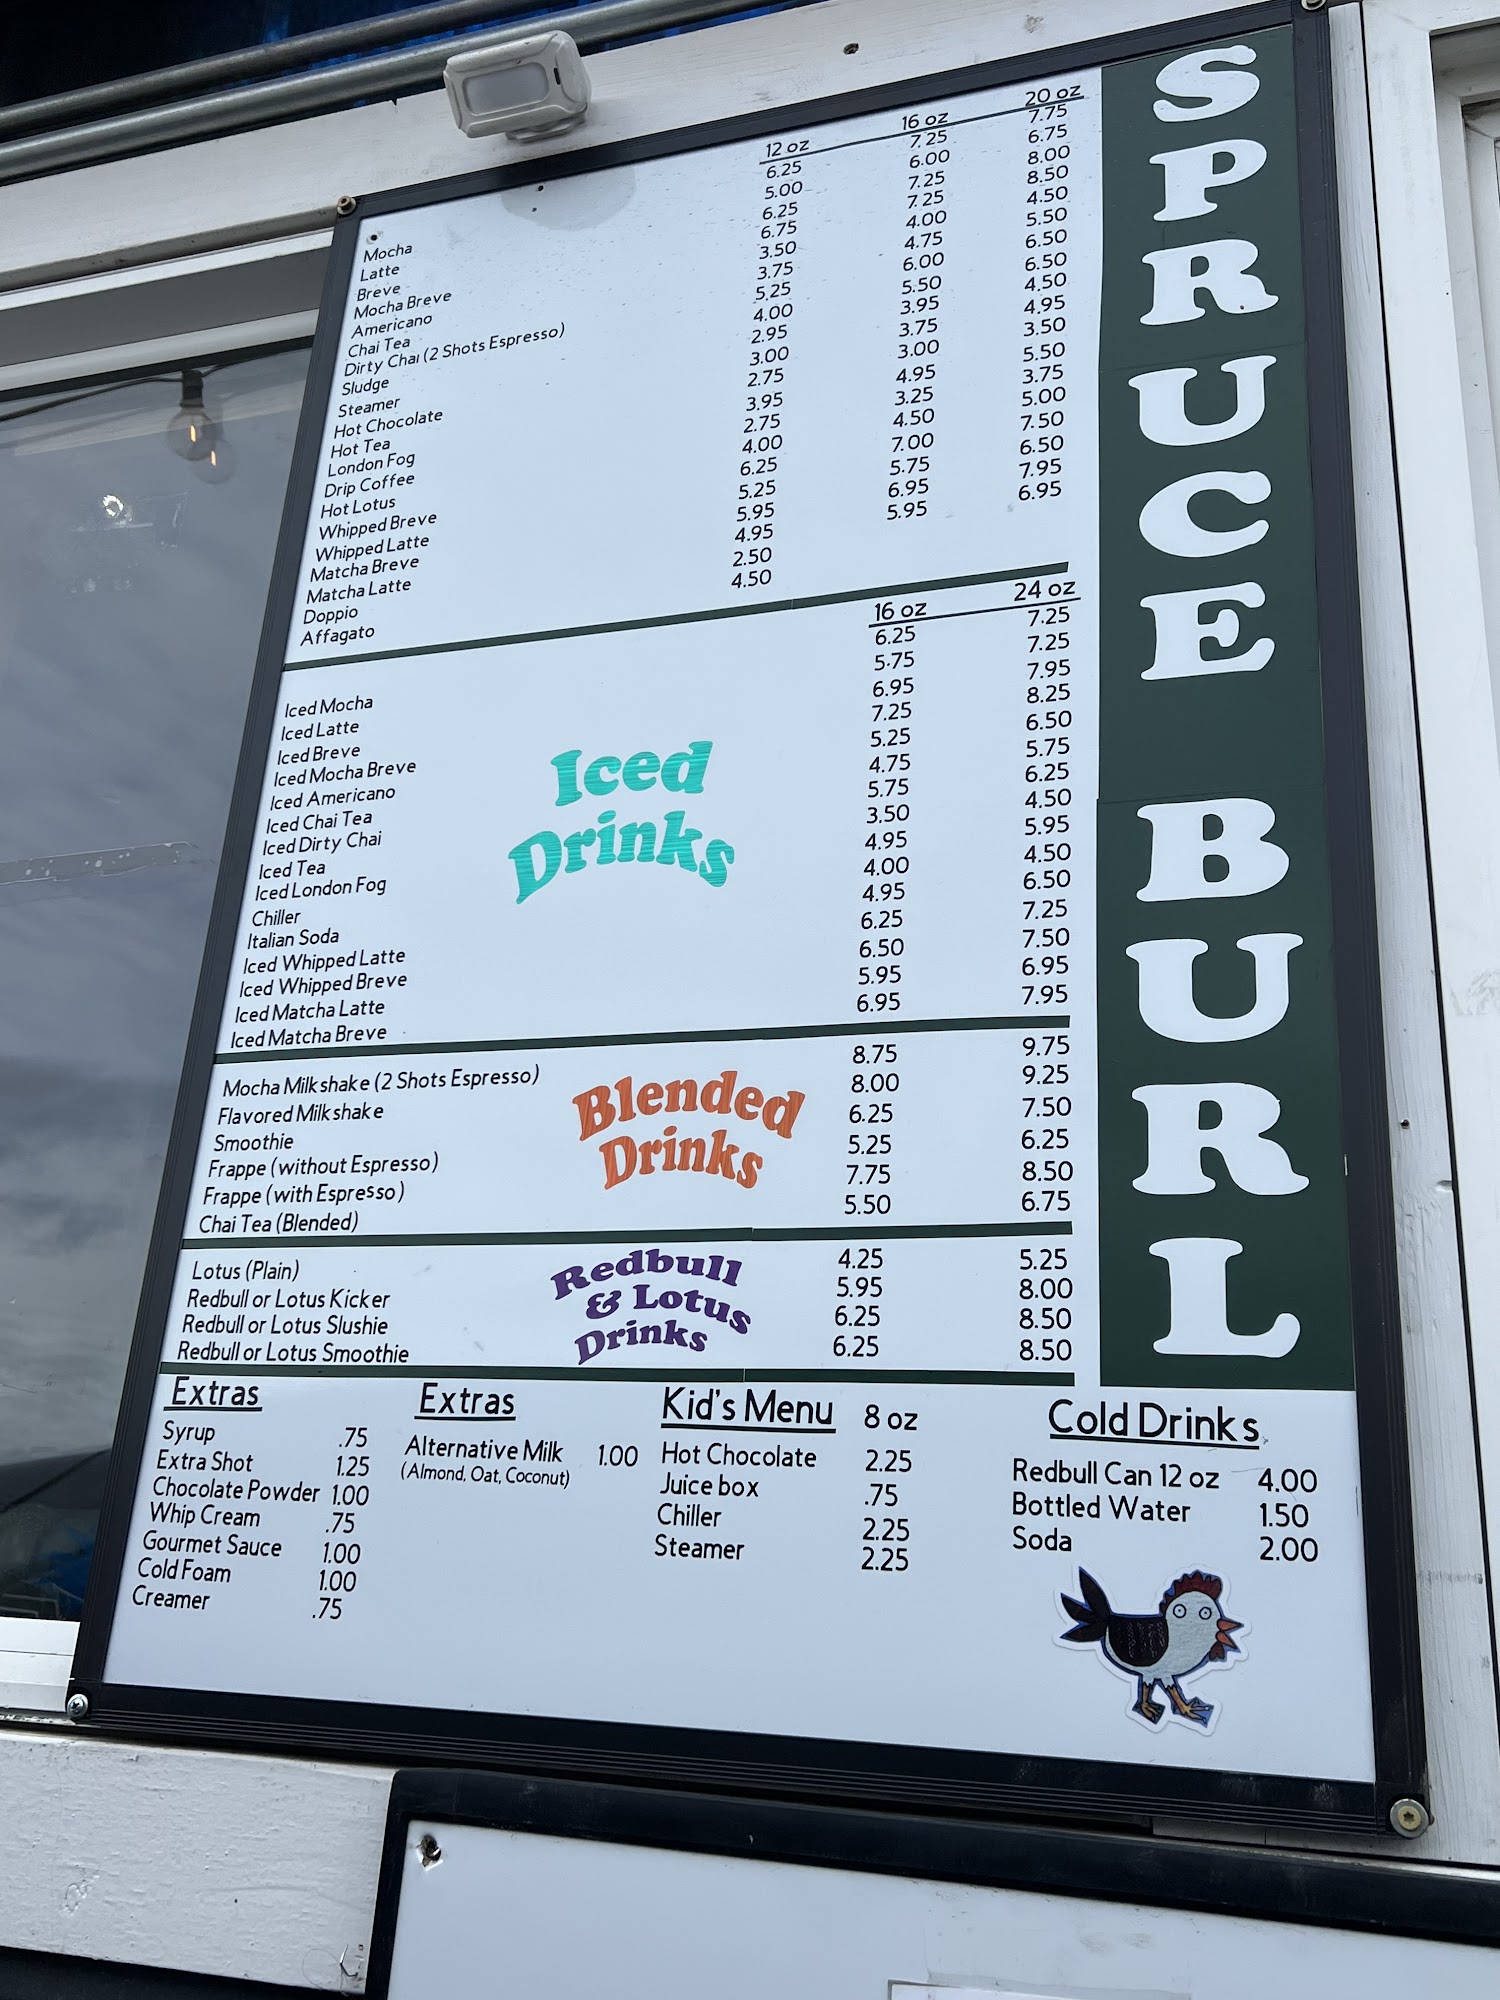 SPRUCE BURL
12 oz 16 oz 20 oz
Mocha 6.25 7.25 7.75
Latte 5.00 6.00 6.75
Breve 6.25 7.25 8.00
Mocha Breve 6.75 7.25 8.50
Americano 3.50 4.00 4.50
Chai Tea 3.75 4.75 5.50
Dirty Chai (2 Shots Espresso) 5.25 6.00 6.50
Sludge 4.00 5.50 6.50
Steamer 2.95 3.95 4.50
Hot Chocolate 3.00 3.75 4.95
Hot Tea 2.75 3.00 3.50
London Fog 3.95 4.95 5.50
Drip Coffee 2.75 3.25 3.75
Hot Lotus 4.00 4.50 5.00
Whipped Breve 6.25 7.00 7.50
Whipped Latte 5.25 5.75 6.50
Matcha Breve 5.95 6.95 7.95
Matcha Latte 4.95 5.95 6.95
Doppio 2.50
Affagato 4.50
Iced
Drinks
16 oz 24 oz
Iced Mocha 6.25 7.25
Iced Latte 5.75 7.25
Iced Breve 6.95 7.95
Iced Mocha Breve 7.25 8.25
Iced Americano 5.25 6.50
Iced Chai Tea 4.75 5.75
Iced Dirty Chai 5.75 6.25
Iced Tea 3.50 4.50
Iced London Fog 4.95 5.95
Chiller 4.00 4.50
Italian Soda 4.95 6.50
Iced Whipped Latte 6.25 7.25
Iced Whipped Breve 6.50 7.50
Iced Matcha Latte 5.95 6.95
Iced Matcha Breve 6.95 7.95
Blended
Drinks
Mocha Milkshake (2 Shots Espresso) 8.75 9.75
Flavored Milkshake 8.00 9.25
Smoothie 6.25 7.50
Frappe (without Espresso) 5.25 6.25
Frappe (with Espresso) 7.75 8.50
Chai Tea (Blended) 5.50 6.75
Redbull
& Lotus
Drinks
Lotus (Plain) 4.25 5.25
Redbull or Lotus Kicker 5.95 8.00
Redbull or Lotus Slushie 6.25 8.50
Redbull or Lotus Smoothie 6.25 8.50
Extras
Syrup .75
Extra Shot 1.25
Chocolate Powder 1.00
Whip Cream .75
Gourmet Sauce 1.00
Cold Foam 1.00
Creamer .75
Extras
Alternative Milk 1.00
(Almond, Oat, Coconut)
Kid's Menu 8 oz
Hot Chocolate 2.25
Juice box .75
Chiller 2.25
Steamer 2.25
Cold Drinks
Redbull Can 12 oz 4.00
Bottled Water 1.50
Soda 2.00